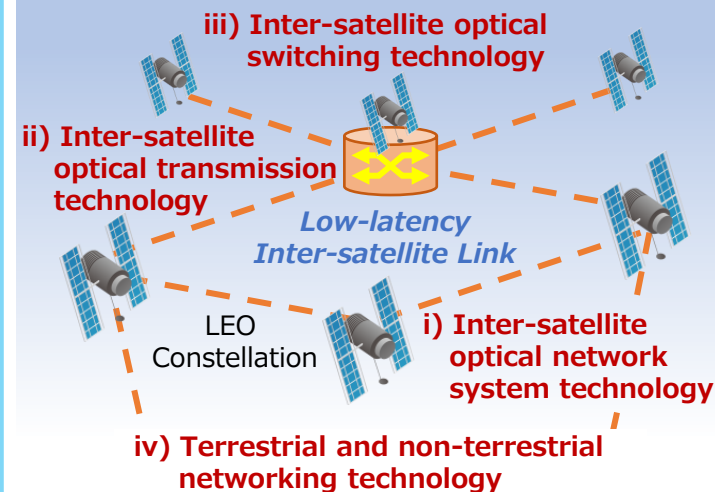 iii) Inter-satellite optical
switching technology
ii) Inter-satellite
optical transmission
technology
Low-latency
Inter-satellite Link
LEO
Constellation
i) Inter-satellite
optical network
system technology
iv) Terrestrial and non-terrestrial
networking technology